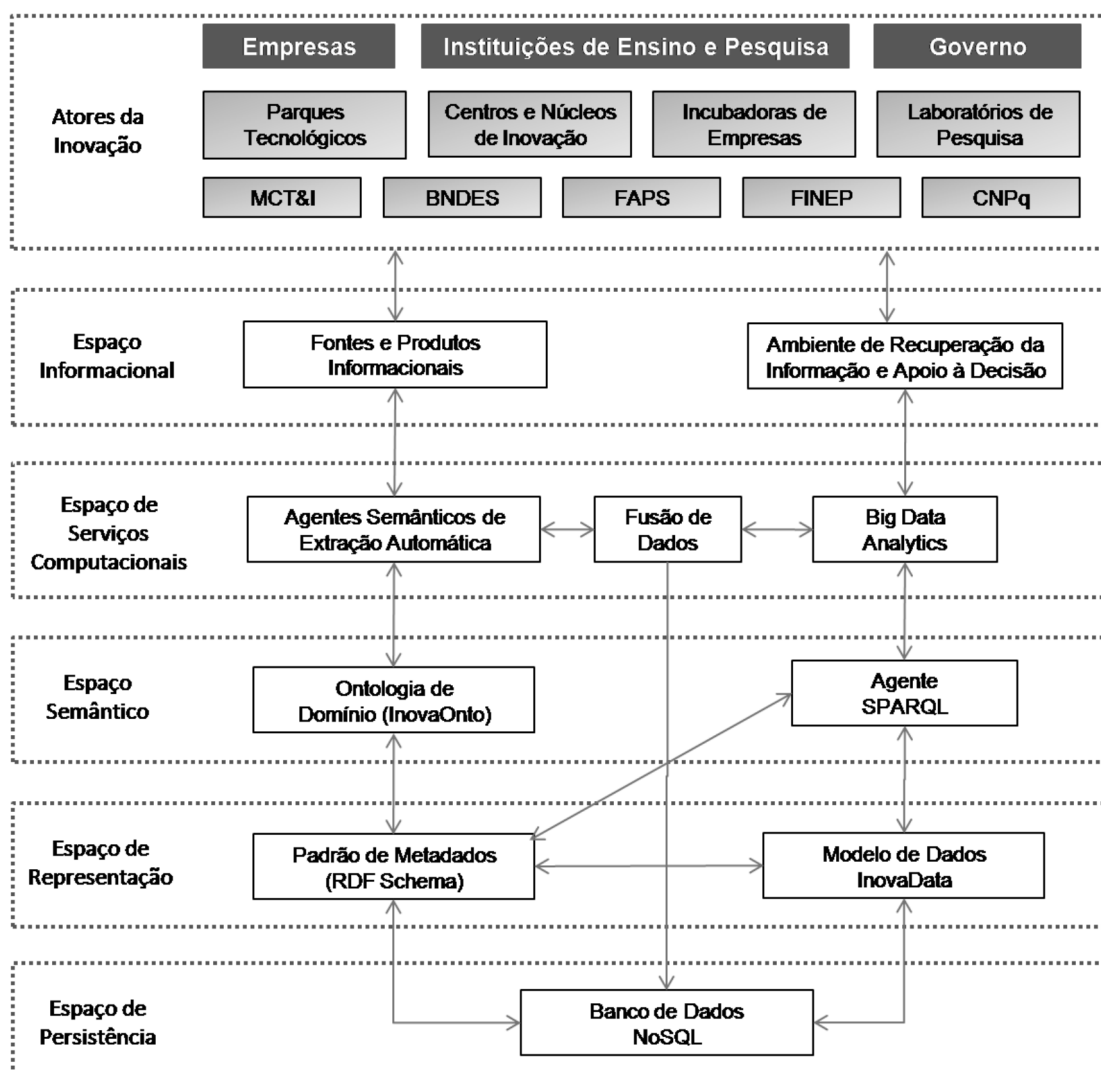 Empresas
Instituições de Ensino e Pesquisa
Governo
Atores da
Inovação
Parques
Tecnológicos
Centros e Núcleos
de Inovação
Incubadoras de
Empresas
Laboratórios de
Pesquisa
MCT&I
BNDES
FAPS
FINEP
CNPq
Espaço
Informacional
Fontes e Produtos
Informacionais
Ambiente de Recuperação da
Informação e Apoio à Decisão
Espaço de
Serviços
Computacionais
Agentes Semânticos de
Extração Automática
Fusão de
Dados
Big Data
Analytics
Espaço
Semântico
Ontologia de
Domínio (InovaOnto)
Agente
SPARQL
Espaço de
Representação
Padrão de Metadados
(RDF Schema)
Modelo de Dados
InovaData
Espaço de
Persistência
Banco de Dados
NoSQL